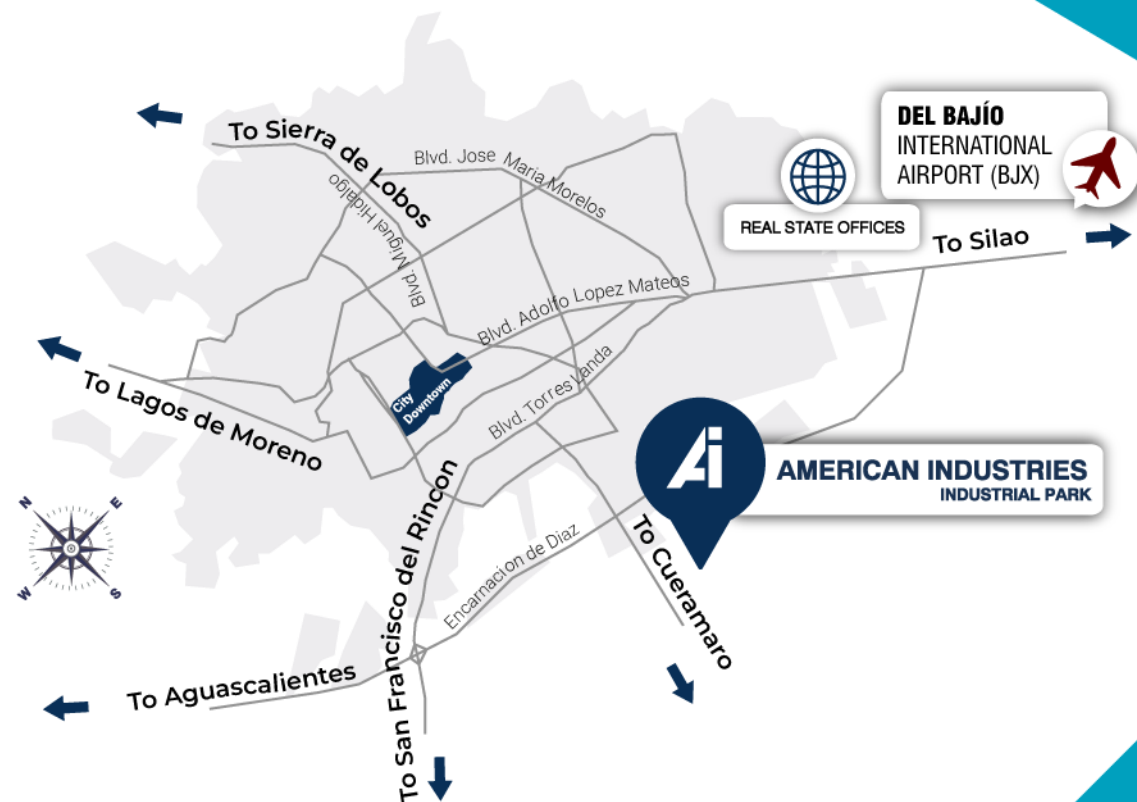 To Sierra de Lobos
Blvd. Jose Maria Morelos
Blvd. Miguel Hidalgo
DEL BAJÍO
INTERNATIONAL
AIRPORT (BJX)
REAL STATE OFFICES
To Silao
Blvd. Adolfo Lopez Mateos
City
Downtown
Blvd. Torres Landa
To Lagos de Moreno
Ai
AMERICAN INDUSTRIES
INDUSTRIAL PARK
N
E
W
S
To San Francisco del Rincon
Encarnacion de Diaz
To Cueramaro
To Aguascalientes